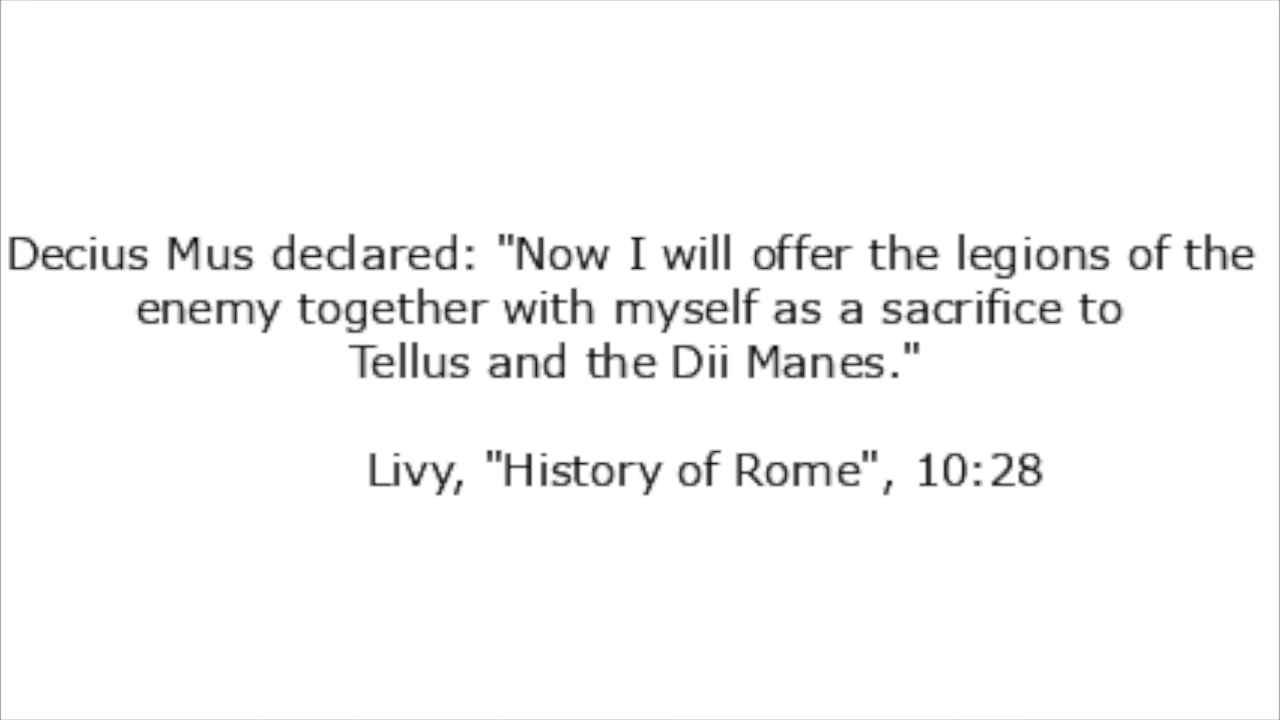 Decius Mus declared: "Now I will offer the legions of the
enemy together with myself as a sacrifice to
Tellus and the Dii Manes."
Livy, "History of Rome", 10:28